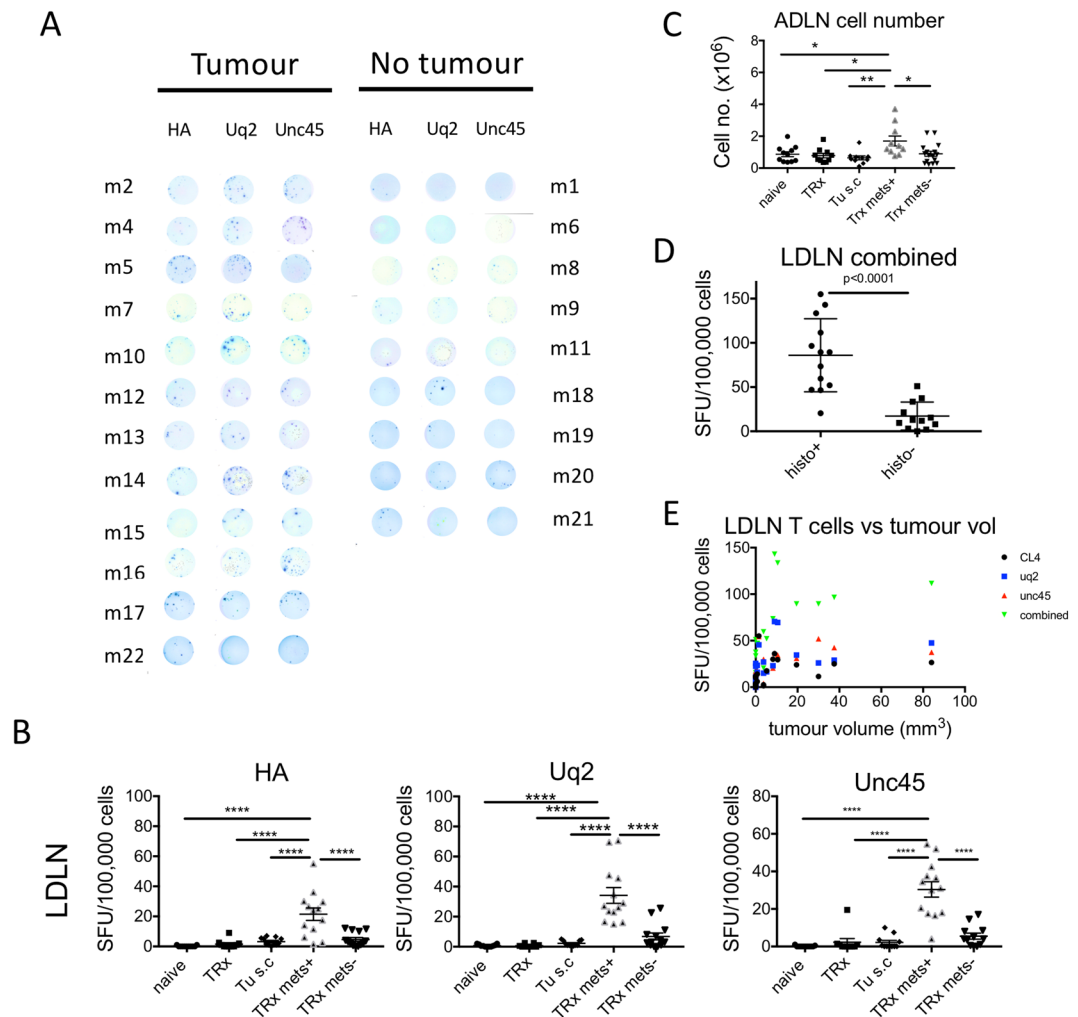 A
Tumour No tumour
HA Uq2 Unc45 HA Uq2 Unc45
m2 m1
m4 m6
m5 m8
m7 m9
m10 m11
m12 m18
m13 m19
m14 m20
m15 m21
m16
m17
m22
C
ADLN cell number
Cell no. (x10⁶)
8
6
4
2
0
*
*
** *
naive TRx Tu s.c Trx mets+ Trx mets-
D
LDLN combined
p<0.0001
SFU/100,000 cells
150
100
50
0
histo+ histo-
E
LDLN T cells vs tumour vol
SFU/100,000 cells
150
100
50
0
0 20 40 60 80 100
tumour volume (mm³)
CL4
uq2
unc45
combined
B
LDLN
HA
SFU/100,000 cells
100
80
60
40
20
0
****
****
**** ****
naive TRx Tu s.c TRx mets+ TRx mets-
Uq2
SFU/100,000 cells
100
80
60
40
20
0
****
****
**** ****
naive TRx Tu s.c TRx mets+ TRx mets-
Unc45
SFU/100,000 cells
80
60
40
20
0
****
****
**** ****
naive TRx Tu s.c TRx mets+ TRx mets-